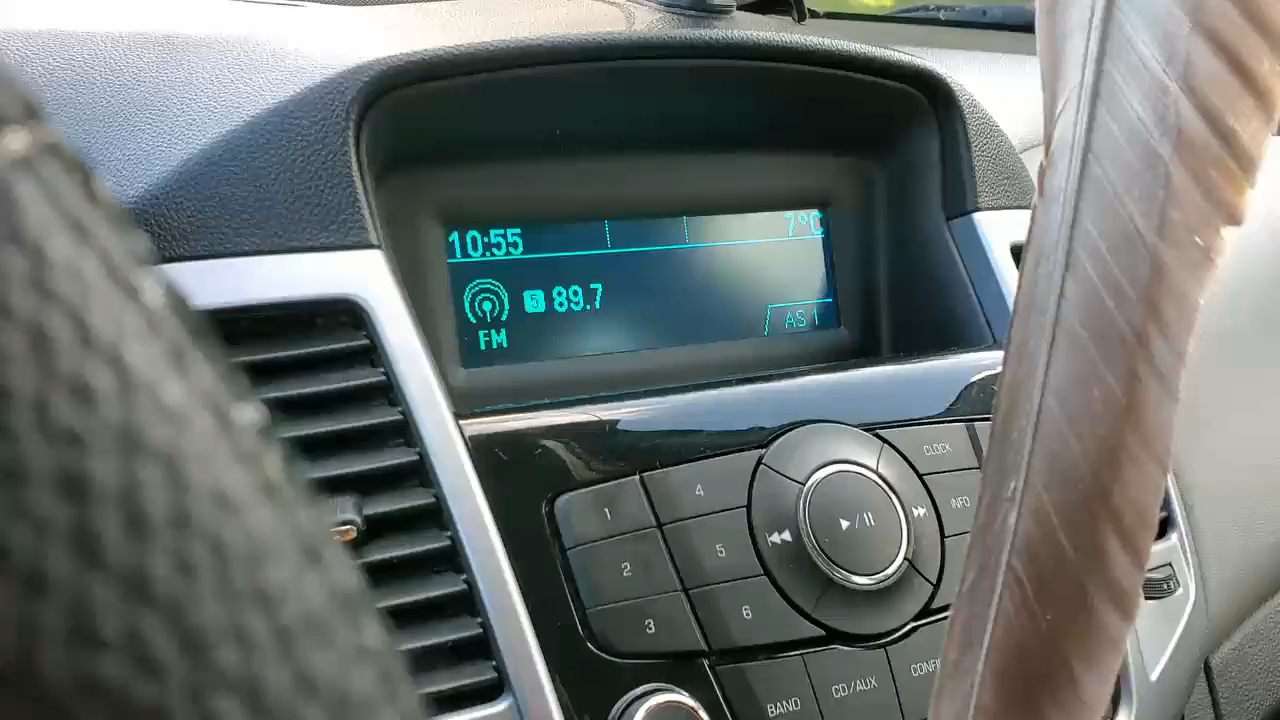 10:55 7°C
5 89.7
FM AS 1
CLOCK
1 4
INFO
2 5
3 6
BAND CD/AUX